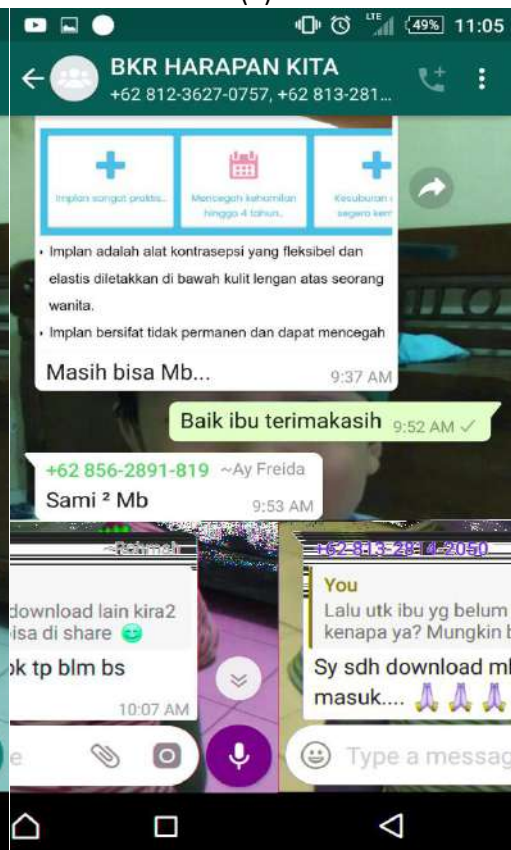 LTE 49% 11:05
BKR HARAPAN KITA
+62 812-3627-0757, +62 813-281...
Implan sangat praktis..
Mencegah kehamilan
hingga 4 tahun..
Kesuburan
segera kem
• Implan adalah alat kontrasepsi yang fleksibel dan
elastis diletakkan di bawah kulit lengan atas seorang
wanita.
• Implan bersifat tidak permanen dan dapat mencegah
Masih bisa Mb...
9:37 AM
Baik ibu terimakasih 9:52 AM
+62 856-2891-819 ~Ay Freida
Sami ² Mb
9:53 AM
download lain kira2
isa di share
ok tp blm bs
10:07 AM
+62 813-2814-2050
You
Lalu utk ibu yg belum
kenapa ya? Mungkin b
Sy sdh download mb
masuk....
Type a messag